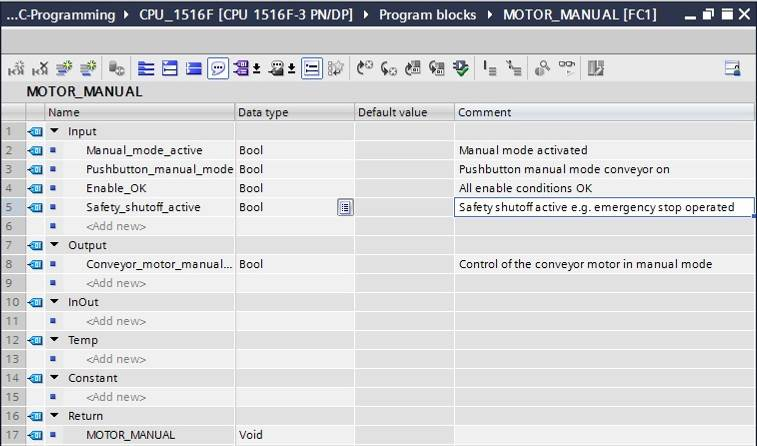 ...C-Programming ▸ CPU_1516F [CPU 1516F-3 PN/DP] ▸ Program blocks ▸ MOTOR_MANUAL [FC1]
MOTOR_MANUAL
Name Data type Default value Comment
1 Input
2 Manual_mode_active Bool Manual mode activated
3 Pushbutton_manual_mode Bool Pushbutton manual mode conveyor on
4 Enable_OK Bool All enable conditions OK
5 Safety_shutoff_active Bool Safety shutoff active e.g. emergency stop operated
6 <Add new>
7 Output
8 Conveyor_motor_manual... Bool Control of the conveyor motor in manual mode
9 <Add new>
10 InOut
11 <Add new>
12 Temp
13 <Add new>
14 Constant
15 <Add new>
16 Return
17 MOTOR_MANUAL Void